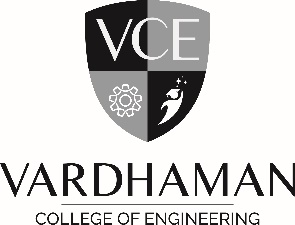 VCE
VARDHAMAN
COLLEGE OF ENGINEERING